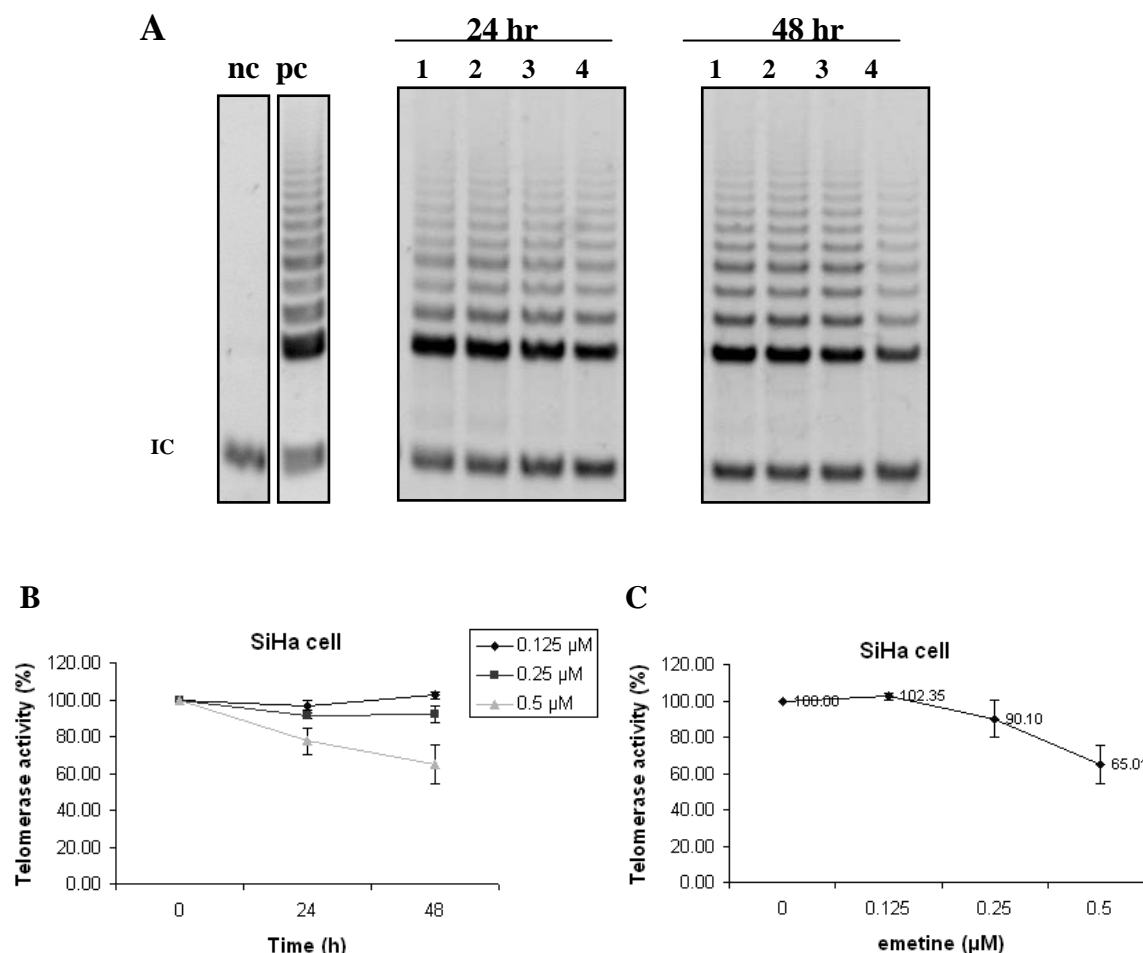 A
24 hr
48 hr
nc pc
1 2 3 4
1 2 3 4
IC
B
SiHa cell
0.125 µM
0.25 µM
0.5 µM
Telomerase activity (%)
120.00
100.00
80.00
60.00
40.00
20.00
0.00
0 24 48
Time (h)
C
SiHa cell
Telomerase activity (%)
120.00
100.00
80.00
60.00
40.00
20.00
0.00
100.00
102.35
90.10
65.01
0 0.125 0.25 0.5
emetine (µM)